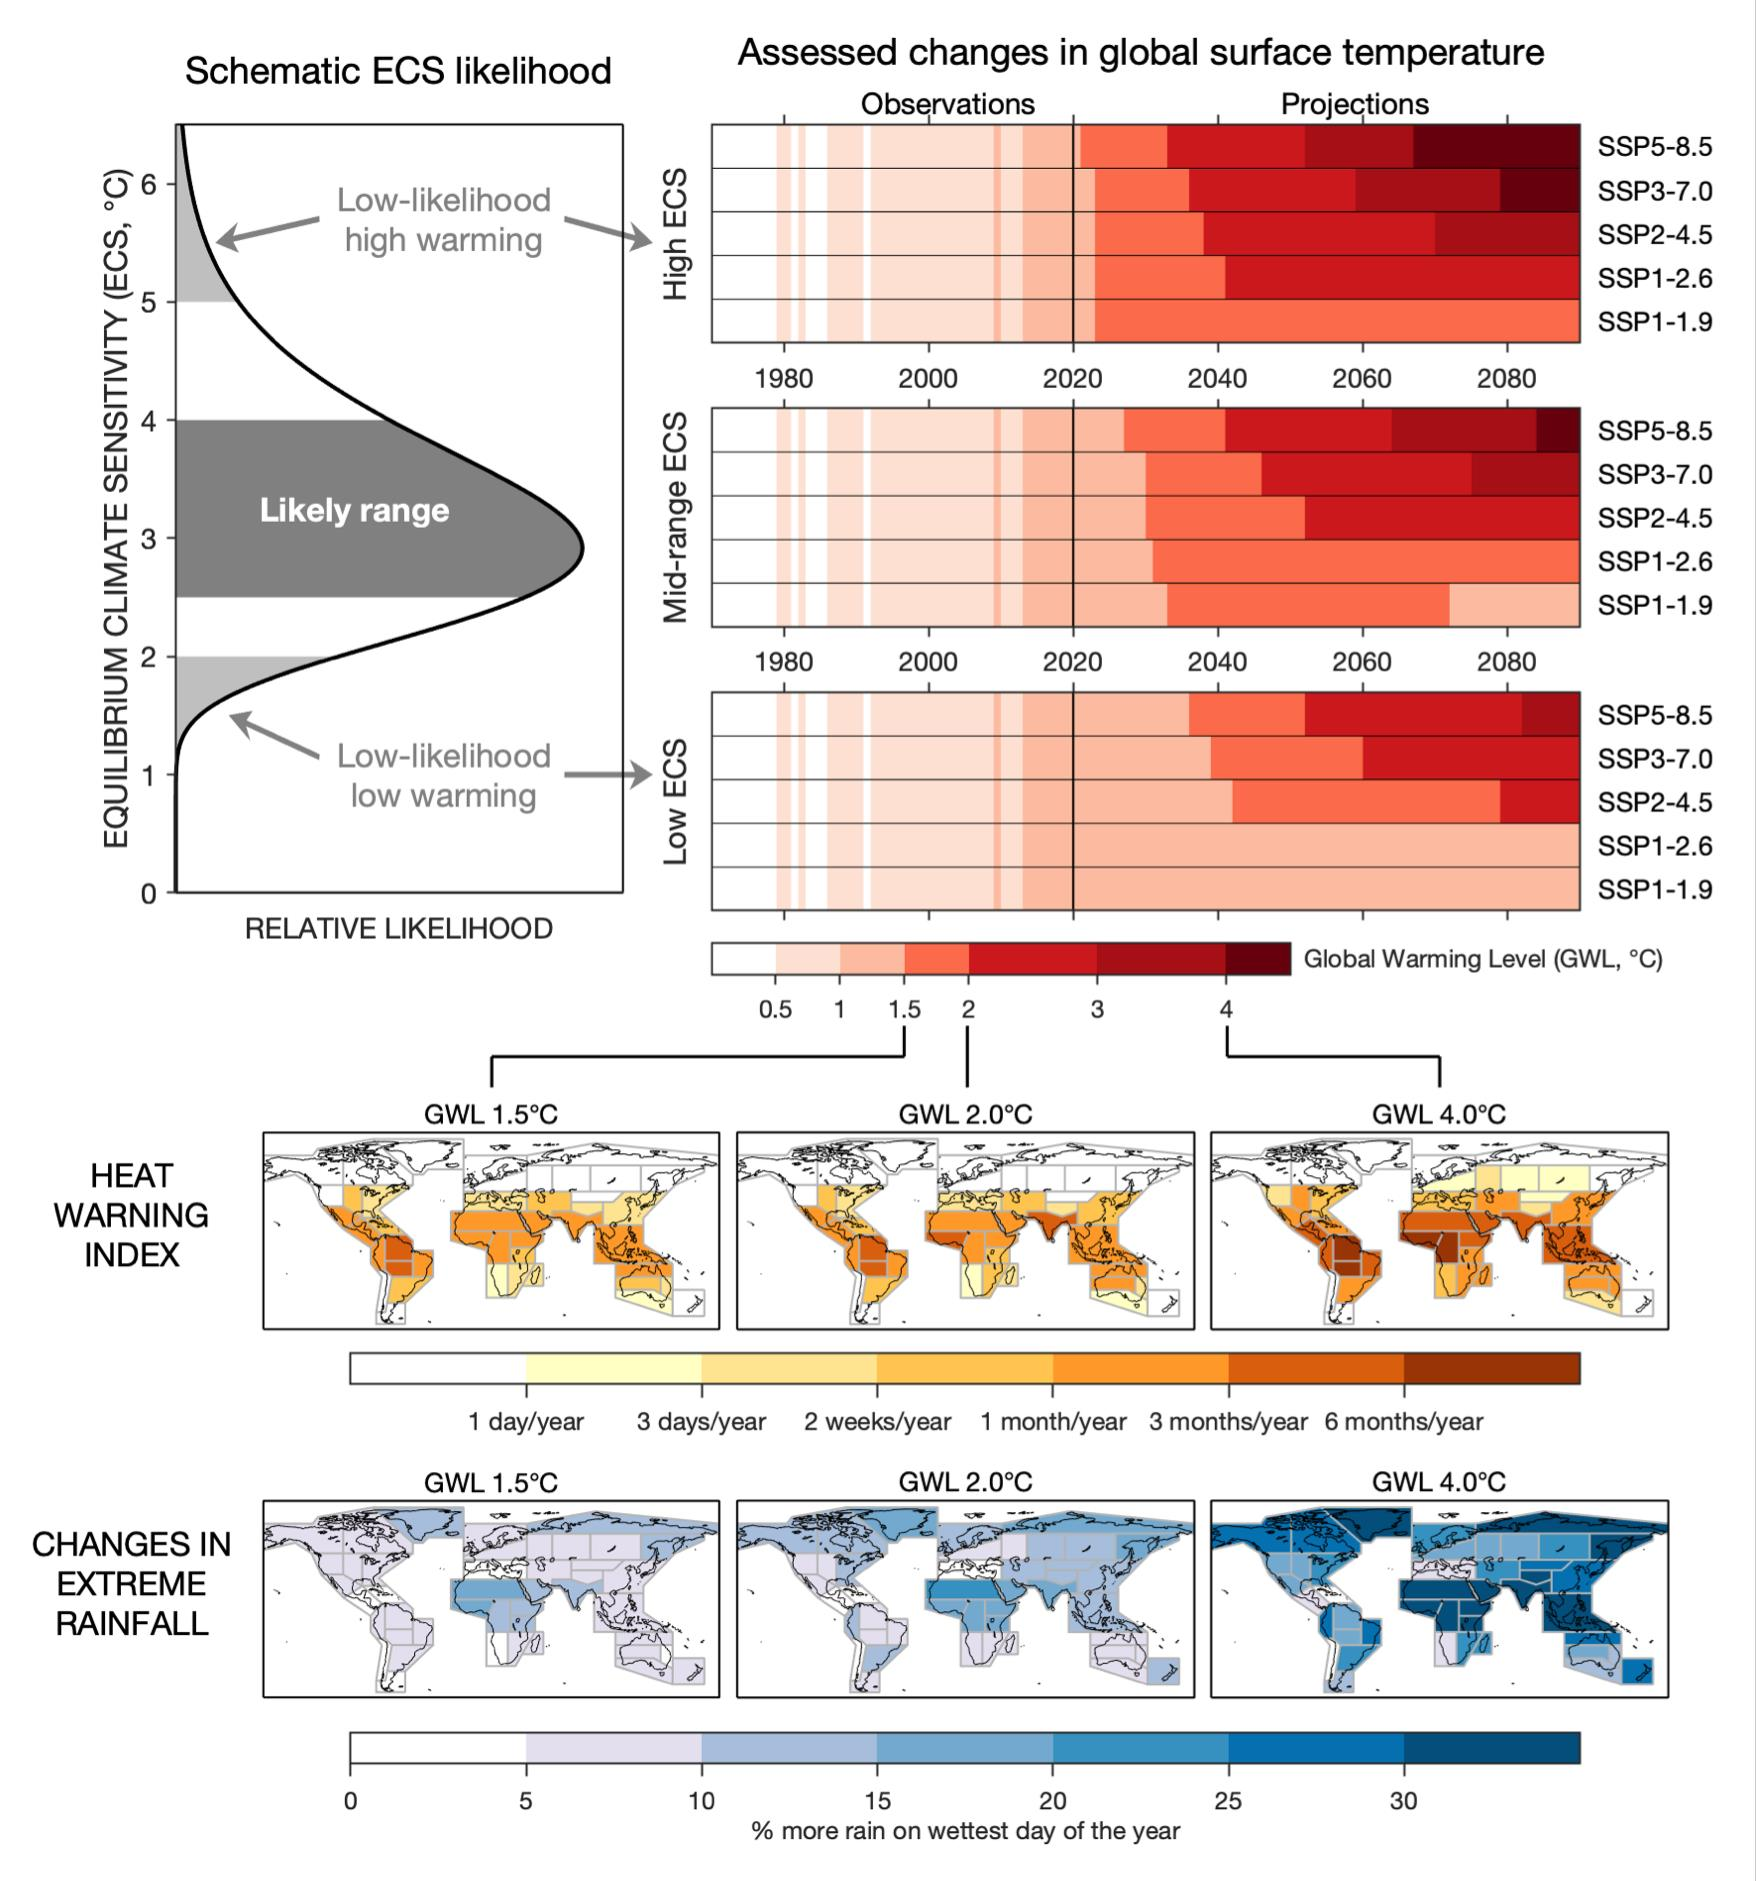 Schematic ECS likelihood
EQUILIBRIUM CLIMATE SENSITIVITY (ECS, °C)
6
5
4
3
2
1
0
Low-likelihood
high warming
Likely range
Low-likelihood
low warming
RELATIVE LIKELIHOOD
Assessed changes in global surface temperature
Observations
Projections
High ECS
SSP5-8.5
SSP3-7.0
SSP2-4.5
SSP1-2.6
SSP1-1.9
1980 2000 2020 2040 2060 2080
Mid-range ECS
SSP5-8.5
SSP3-7.0
SSP2-4.5
SSP1-2.6
SSP1-1.9
1980 2000 2020 2040 2060 2080
Low ECS
SSP5-8.5
SSP3-7.0
SSP2-4.5
SSP1-2.6
SSP1-1.9
Global Warming Level (GWL, °C)
0.5 1 1.5 2 3 4
HEAT
WARNING
INDEX
GWL 1.5°C
GWL 2.0°C
GWL 4.0°C
1 day/year 3 days/year 2 weeks/year 1 month/year 3 months/year 6 months/year
CHANGES IN
EXTREME
RAINFALL
GWL 1.5°C
GWL 2.0°C
GWL 4.0°C
0 5 10 15 20 25 30
% more rain on wettest day of the year